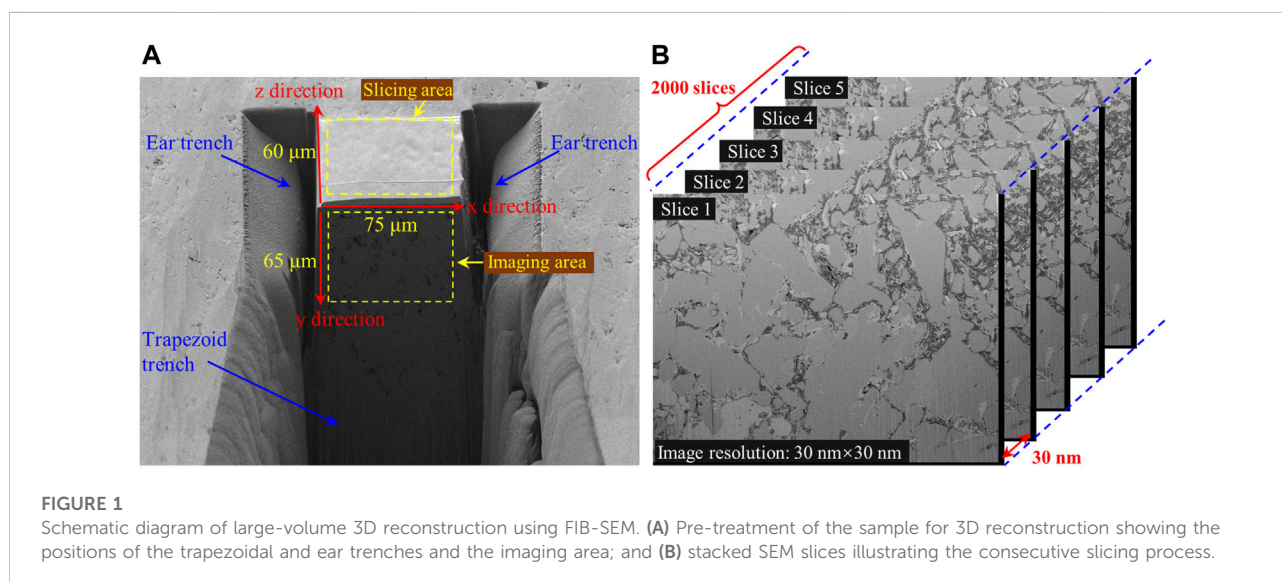 A
z direction
Slicing area
Ear trench
60 μm
Ear trench
x direction
75 μm
65 μm
Imaging area
y direction
Trapezoid
trench
B
2000 slices
Slice 5
Slice 4
Slice 3
Slice 2
Slice 1
Image resolution: 30 nm×30 nm
30 nm
FIGURE 1
Schematic diagram of large-volume 3D reconstruction using FIB-SEM. (A) Pre-treatment of the sample for 3D reconstruction showing the
positions of the trapezoidal and ear trenches and the imaging area; and (B) stacked SEM slices illustrating the consecutive slicing process.